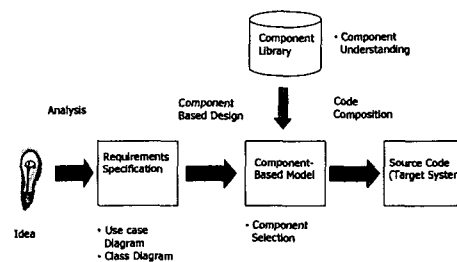 Component
Library
• Component
Understanding
Analysis
Component
Based Design
Code
Composition
Requirements
Specification
Component-
Based Model
Source Code
(Target System
Idea
• Use case
Diagram
• Class Diagram
• Component
Selection